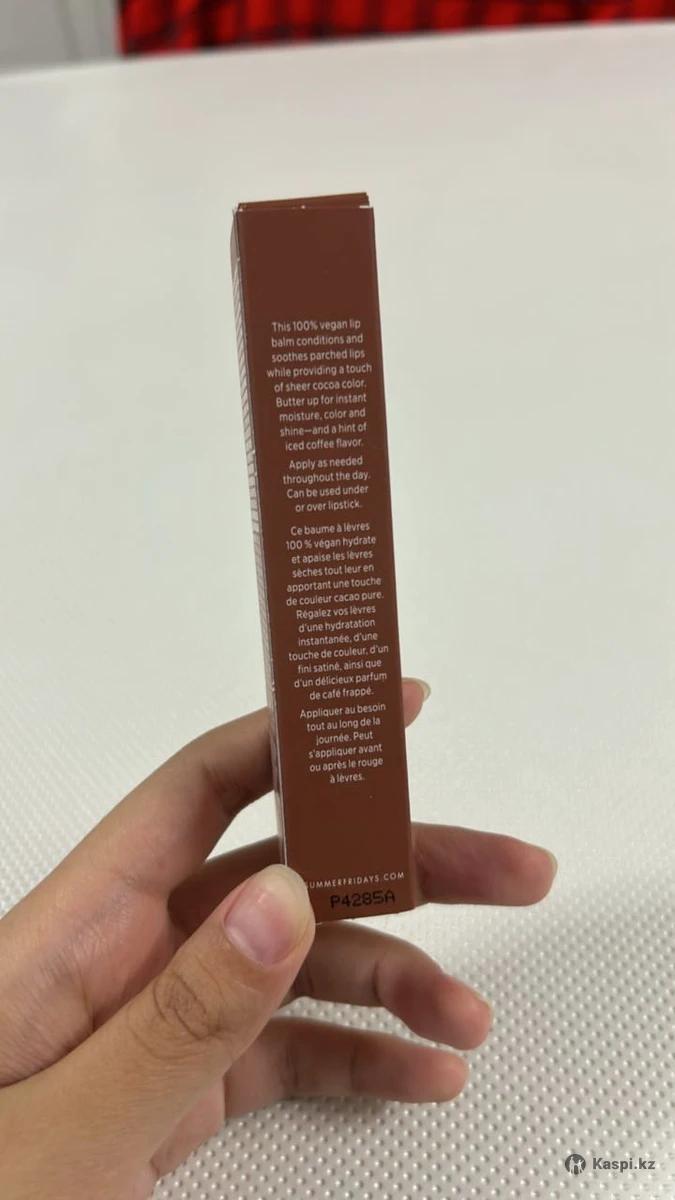 This 100% vegan lip
balm conditions and
soothes parched lips
while providing a touch
of sheer cocoa color.
Butter up for instant
moisture, color and
shine—and a hint of
iced coffee flavor.
Apply as needed
throughout the day.
Can be used under
or over lipstick.
Ce baume à lèvres
100 % végan hydrate
et apaise les lèvres
sèches tout leur en
apportant une touche
de couleur cacao pure.
Régalez vos lèvres
d'une hydratation
instantanée, d'une
touche de couleur, d'un
fini satiné, ainsi que
d'un délicieux parfum
de café frappé.
Appliquer au besoin
tout au long de la
journée. Peut
s'appliquer avant
ou après le rouge
à lèvres.
UMMERFRIDAYS.COM
P4285A
Kaspi.kz